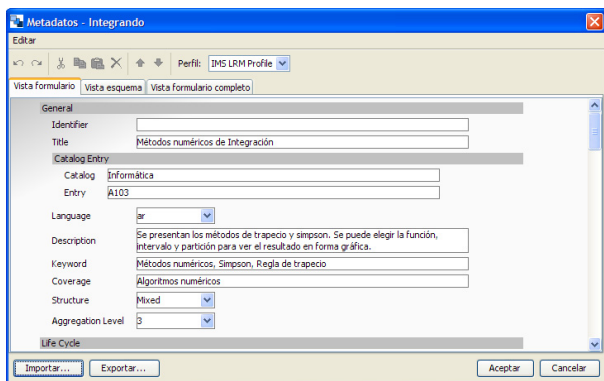 Metadatos - Integrando
Editar
Perfil: IMS LRM Profile
Vista formulario Vista esquema Vista formulario completo
General
Identifier
Title Métodos numéricos de Integración
Catalog Entry
Catalog Informática
Entry A103
Language ar
Description Se presentan los métodos de trapecio y simpson. Se puede elegir la función,
intervalo y partición para ver el resultado en forma gráfica.
Keyword Métodos numéricos, Simpson, Regla de trapecio
Coverage Algoritmos numéricos
Structure Mixed
Aggregation Level 3
Life Cycle
Importar... Exportar... Aceptar Cancelar